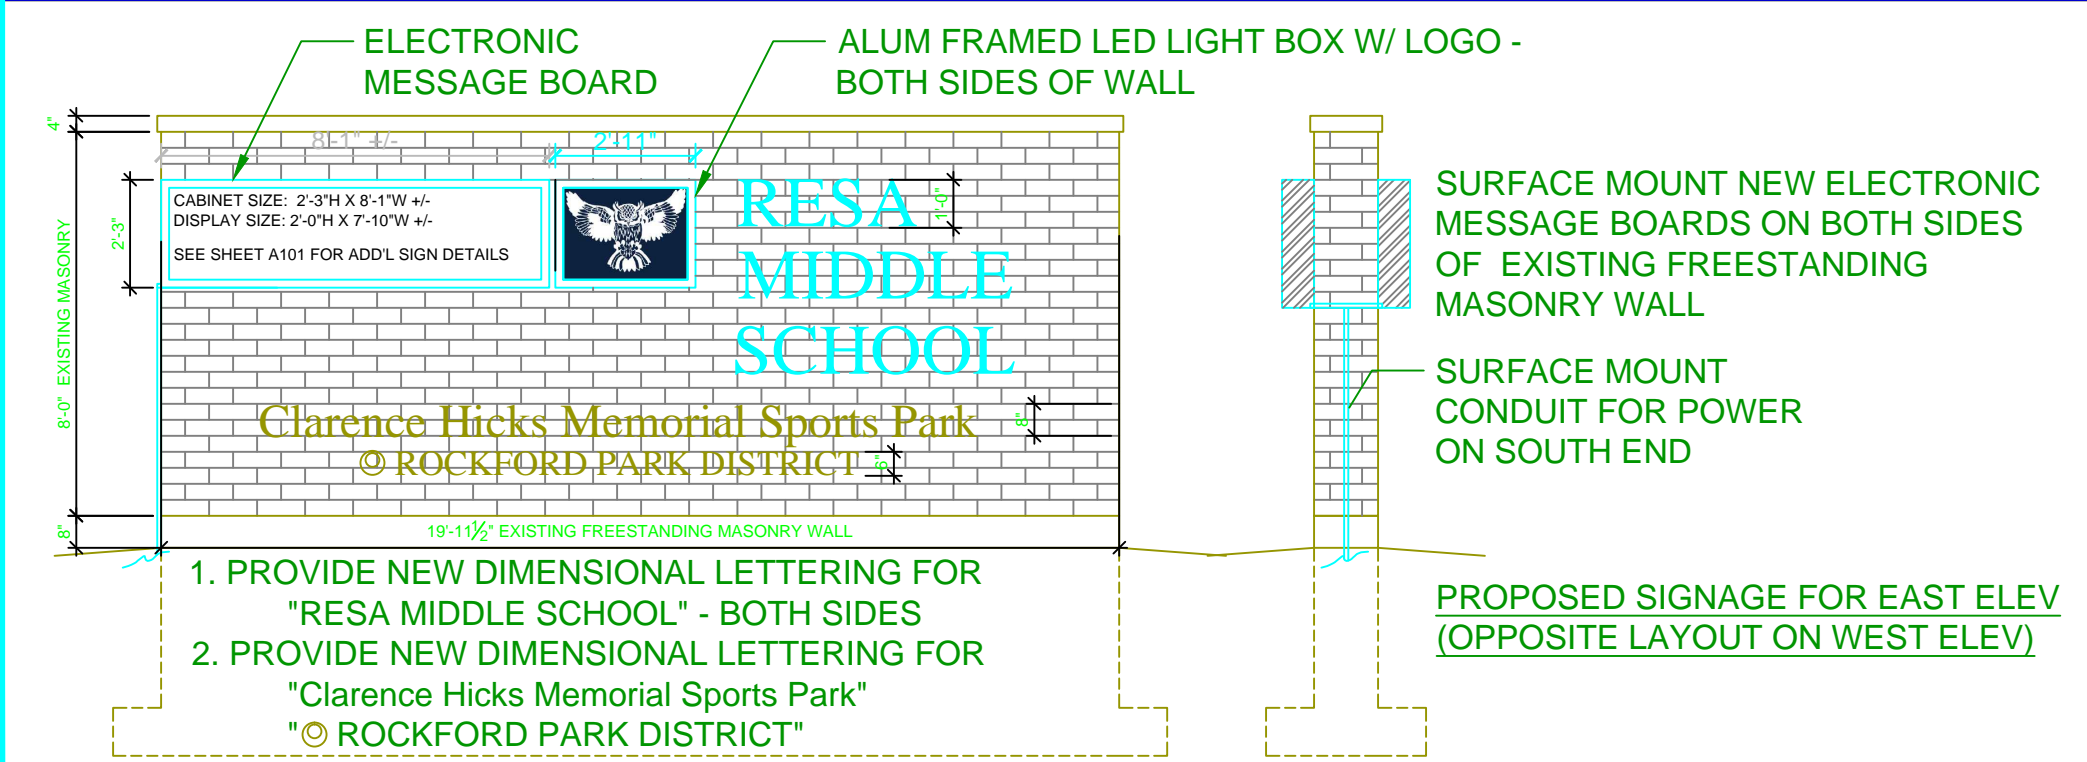 ELECTRONIC
MESSAGE BOARD
ALUM FRAMED LED LIGHT BOX W/ LOGO -
BOTH SIDES OF WALL
4"
8'-1" +/-
2'-11"
CABINET SIZE: 2'-3"H X 8'-1"W +/-
DISPLAY SIZE: 2'-0"H X 7'-10"W +/-
SEE SHEET A101 FOR ADD'L SIGN DETAILS
2'-3"
8'-0" EXISTING MASONRY
8"
RESA
MIDDLE
SCHOOL
1'-0"
Clarence Hicks Memorial Sports Park
8"
◎ ROCKFORD PARK DISTRICT
6"
19'-11½" EXISTING FREESTANDING MASONRY WALL
SURFACE MOUNT NEW ELECTRONIC
MESSAGE BOARDS ON BOTH SIDES
OF EXISTING FREESTANDING
MASONRY WALL
SURFACE MOUNT
CONDUIT FOR POWER
ON SOUTH END
1. PROVIDE NEW DIMENSIONAL LETTERING FOR
"RESA MIDDLE SCHOOL" - BOTH SIDES
2. PROVIDE NEW DIMENSIONAL LETTERING FOR
"Clarence Hicks Memorial Sports Park"
"◎ ROCKFORD PARK DISTRICT"
PROPOSED SIGNAGE FOR EAST ELEV
(OPPOSITE LAYOUT ON WEST ELEV)